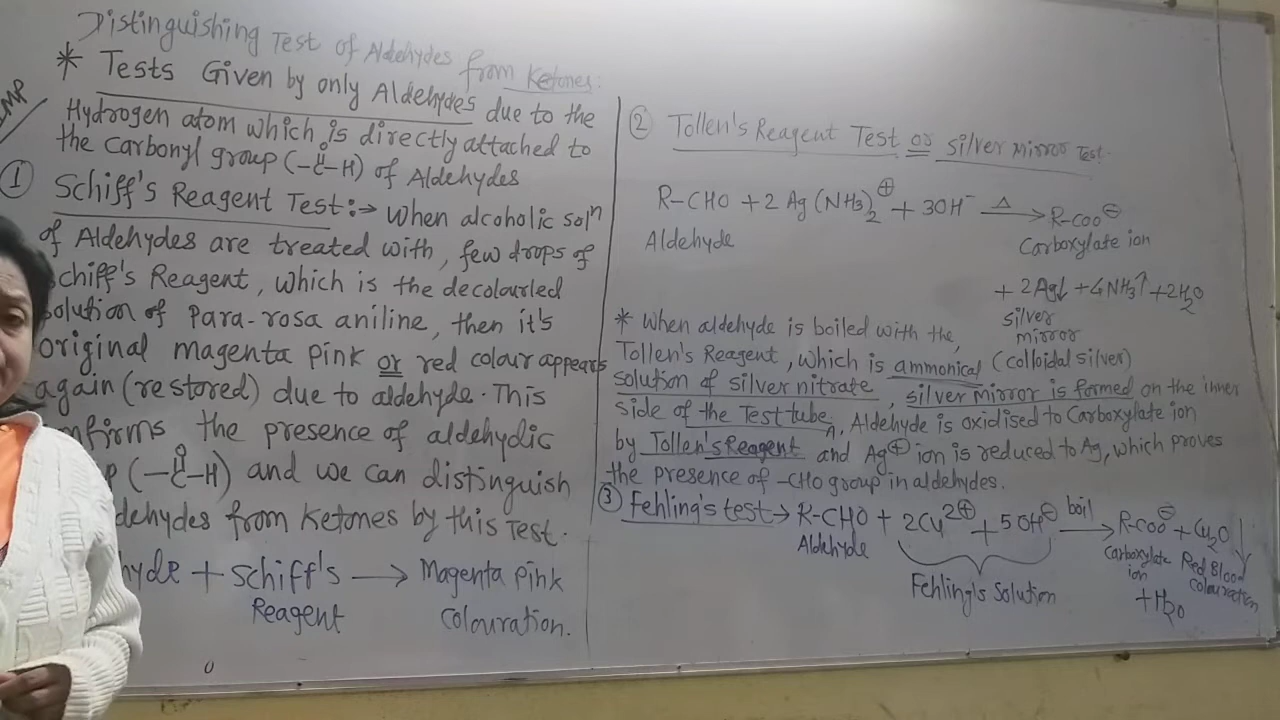 Distinguishing Test of Aldehydes from Ketones:
* Tests Given by only Aldehydes due to the
IMP
Hydrogen atom which is directly attached to
the Carbonyl group (-C-H) of Aldehydes
O
① Schiff's Reagent Test:→ When alcoholic solⁿ
of Aldehydes are treated with, few drops of
Schiff's Reagent, which is the decolourled
solution of Para-rosa aniline, then it's
original magenta pink or red colour appears
again (restored) due to aldehyde. This
nfirms the presence of aldehydic
p (-C-H) and we can distinguish
O
dehydes from Ketones by this Test.
hyde + Schiff's Reagent → Magenta Pink Colouration.
② Tollen's Reagent Test or Silver Mirror Test.
R-CHO + 2 Ag(NH₃)₂⊕ + 3OH⁻ Δ→ R-COO⊖
Aldehyde Carboxylate ion
+ 2Ag↓ + 4NH₃↑ + 2H₂O
Silver mirror
* When aldehyde is boiled with the,
Tollen's Reagent, which is ammonical (colloidal silver)
solution of silver nitrate, silver mirror is formed on the inner
side of the Test tube. A. Aldehyde is oxidised to Carboxylate ion
by Tollen's Reagent and Ag⊕ ion is reduced to Ag, which proves
the presence of -CHO group in aldehydes.
③ Fehling's test → R-CHO + 2Cu²⊕ + 5OH⊖ boil→ R-COO⊖ + Cu₂O↓
Aldehyde Carboxylate ion Red Blood colouration
Fehling's Solution + H₂O